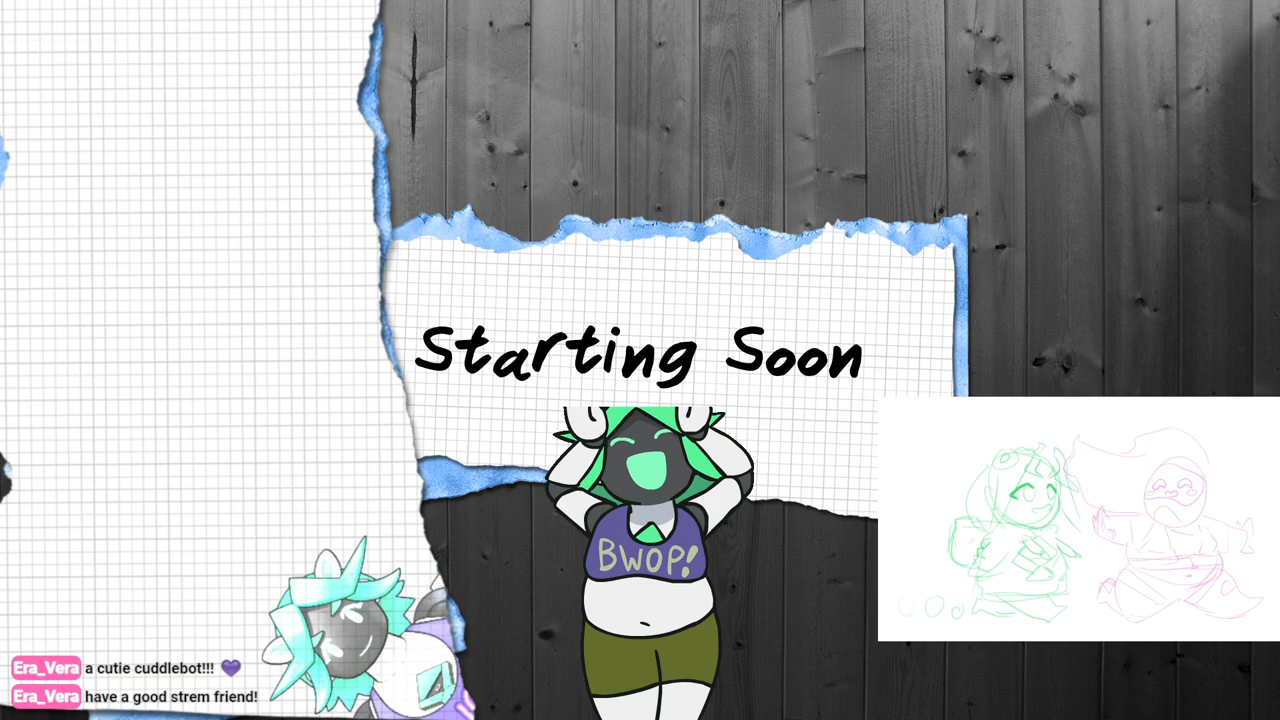 Starting Soon
BWOP!
Era_Vera a cutie cuddlebot!!! 💜
Era_Vera have a good strem friend!